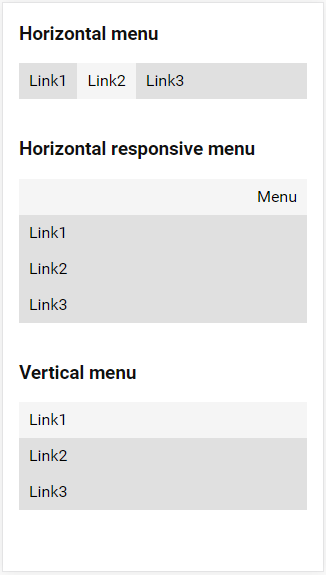 Horizontal menu
Link1 Link2 Link3
Horizontal responsive menu
Menu
Link1
Link2
Link3
Vertical menu
Link1
Link2
Link3